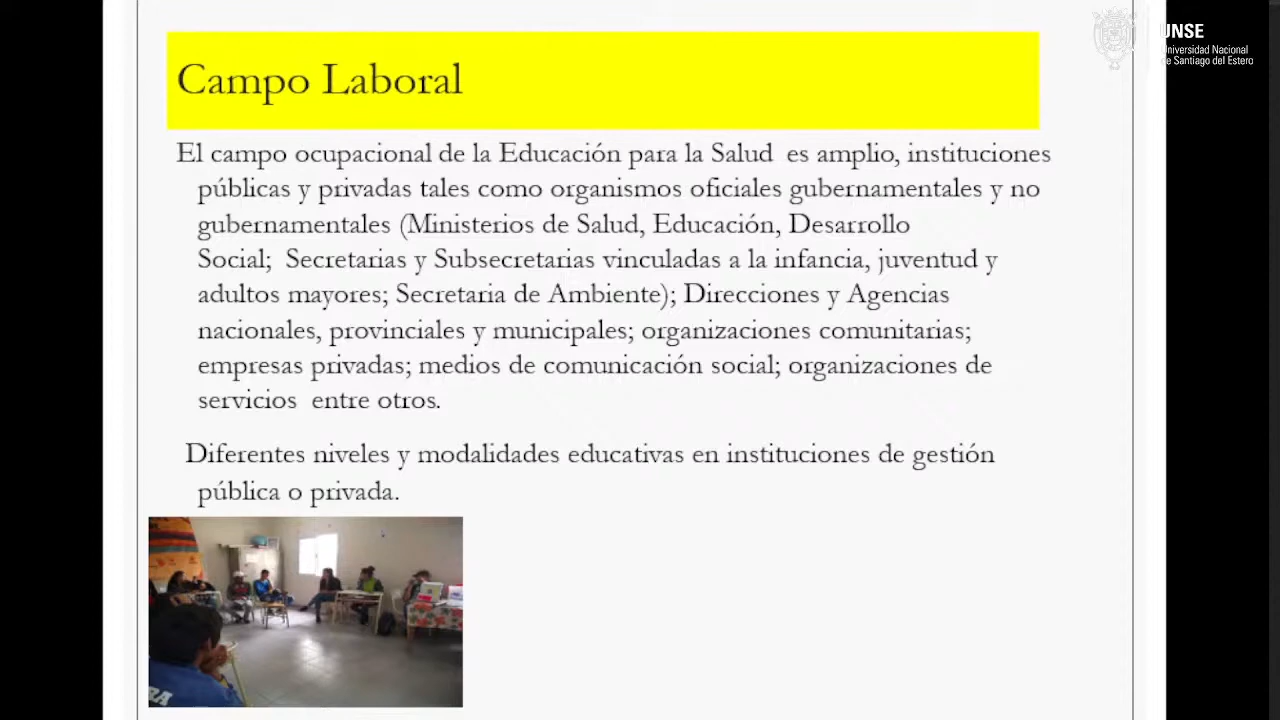 UNSE
Universidad Nacional
de Santiago del Estero
Campo Laboral
El campo ocupacional de la Educación para la Salud es amplio, instituciones
públicas y privadas tales como organismos oficiales gubernamentales y no
gubernamentales (Ministerios de Salud, Educación, Desarrollo
Social; Secretarias y Subsecretarias vinculadas a la infancia, juventud y
adultos mayores; Secretaria de Ambiente); Direcciones y Agencias
nacionales, provinciales y municipales; organizaciones comunitarias;
empresas privadas; medios de comunicación social; organizaciones de
servicios entre otros.
Diferentes niveles y modalidades educativas en instituciones de gestión
pública o privada.
RA